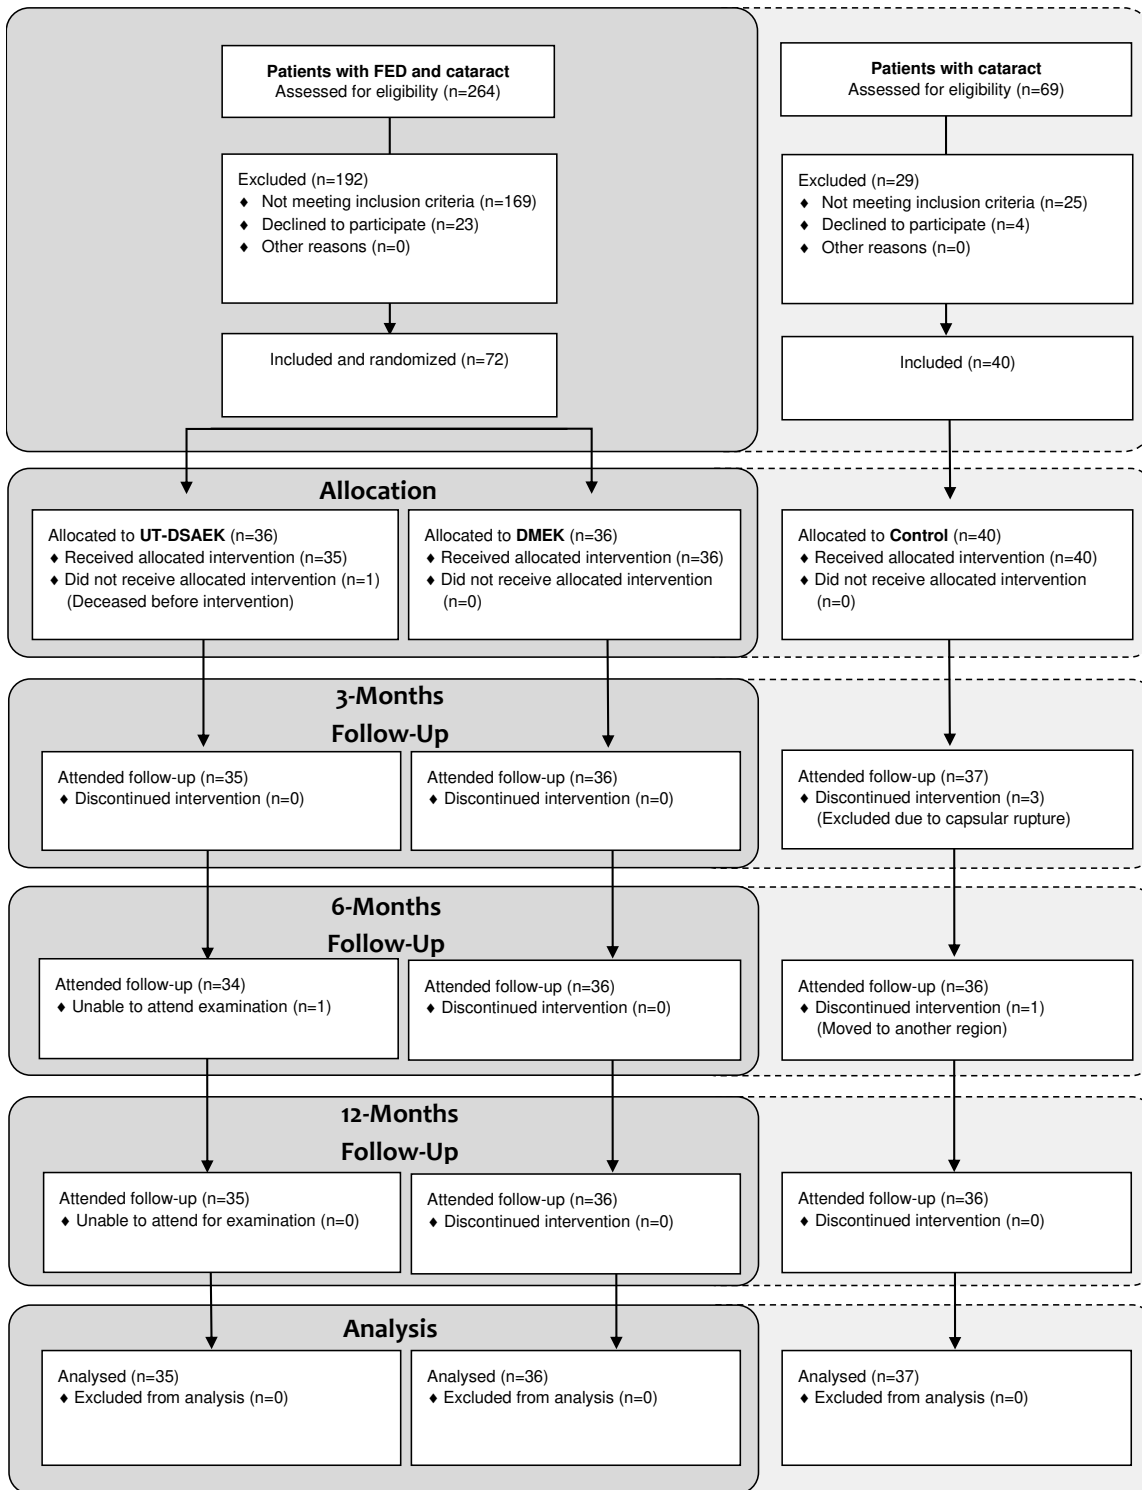 Patients with FED and cataract
Assessed for eligibility (n=264)
Patients with cataract
Assessed for eligibility (n=69)
Excluded (n=192)
♦ Not meeting inclusion criteria (n=169)
♦ Declined to participate (n=23)
♦ Other reasons (n=0)
Excluded (n=29)
♦ Not meeting inclusion criteria (n=25)
♦ Declined to participate (n=4)
♦ Other reasons (n=0)
Included and randomized (n=72)
Included (n=40)
Allocation
Allocated to UT-DSAEK (n=36)
♦ Received allocated intervention (n=35)
♦ Did not receive allocated intervention (n=1)
(Deceased before intervention)
Allocated to DMEK (n=36)
♦ Received allocated intervention (n=36)
♦ Did not receive allocated intervention
(n=0)
Allocated to Control (n=40)
♦ Received allocated intervention (n=40)
♦ Did not receive allocated intervention
(n=0)
3-Months
Follow-Up
Attended follow-up (n=35)
♦ Discontinued intervention (n=0)
Attended follow-up (n=36)
♦ Discontinued intervention (n=0)
Attended follow-up (n=37)
♦ Discontinued intervention (n=3)
(Excluded due to capsular rupture)
6-Months
Follow-Up
Attended follow-up (n=34)
♦ Unable to attend examination (n=1)
Attended follow-up (n=36)
♦ Discontinued intervention (n=0)
Attended follow-up (n=36)
♦ Discontinued intervention (n=1)
(Moved to another region)
12-Months
Follow-Up
Attended follow-up (n=35)
♦ Unable to attend for examination (n=0)
Attended follow-up (n=36)
♦ Discontinued intervention (n=0)
Attended follow-up (n=36)
♦ Discontinued intervention (n=0)
Analysis
Analysed (n=35)
♦ Excluded from analysis (n=0)
Analysed (n=36)
♦ Excluded from analysis (n=0)
Analysed (n=37)
♦ Excluded from analysis (n=0)